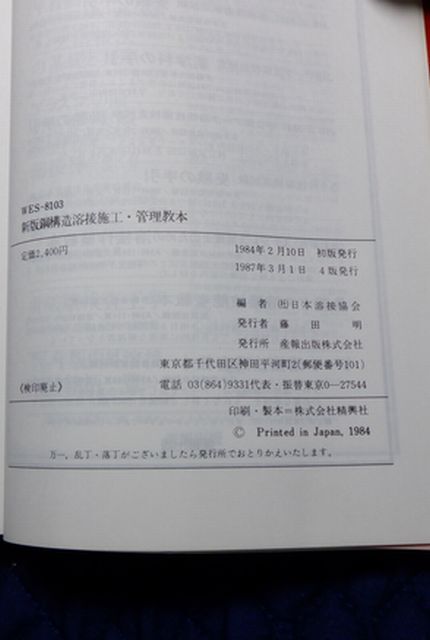 WES-8103
新版鋼構造溶接施工・管理教本
定価2,400円
1984年2月10日 初版発行
1987年3月1日 4版発行
編者 ㈳日本溶接協会
発行者 藤田 明
発行所 産報出版株式会社
東京都千代田区神田平河町2(郵便番号101)
〈検印廃止〉 電話 03(864)9331代表・振替東京0―27544
印刷・製本＝株式会社精興社
© Printed in Japan, 1984
万一、乱丁・落丁がございましたら発行所でおとりかえいたします。